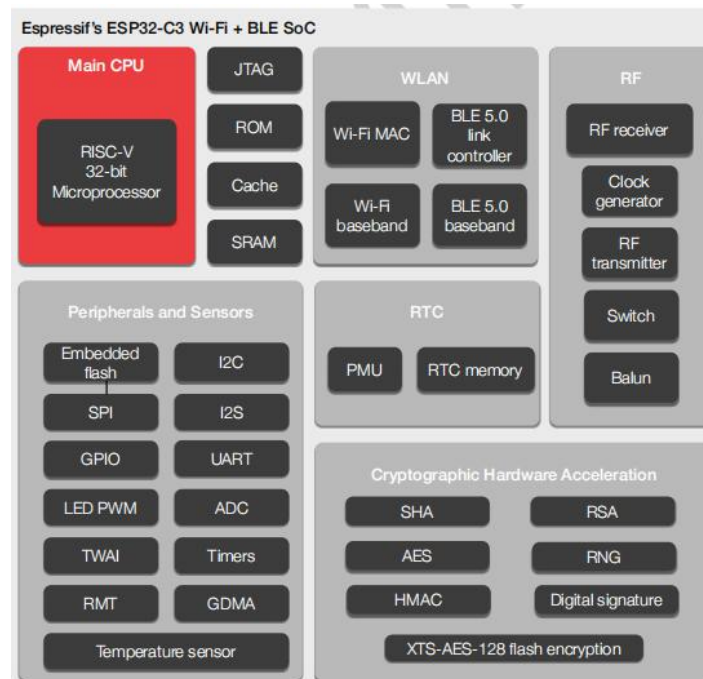 Espressif's ESP32-C3 Wi-Fi + BLE SoC
Main CPU
RISC-V
32-bit
Microprocessor
JTAG
ROM
Cache
SRAM
WLAN
Wi-Fi MAC
BLE 5.0
link
controller
Wi-Fi
baseband
BLE 5.0
baseband
RF
RF receiver
Clock
generator
RF
transmitter
Switch
Balun
Peripherals and Sensors
Embedded
flash
I2C
SPI
I2S
GPIO
UART
LED PWM
ADC
TWAI
Timers
RMT
GDMA
Temperature sensor
RTC
PMU
RTC memory
Cryptographic Hardware Acceleration
SHA
RSA
AES
RNG
HMAC
Digital signature
XTS-AES-128 flash encryption